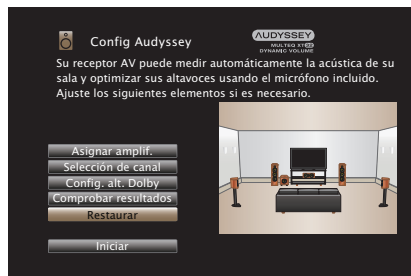 Config Audyssey
AUDYSSEY
MULTEQ XT32
DYNAMIC VOLUME
Su receptor AV puede medir automáticamente la acústica de su
sala y optimizar sus altavoces usando el micrófono incluido.
Ajuste los siguientes elementos si es necesario.
Asignar amplif.
Selección de canal
Config. alt. Dolby
Comprobar resultados
Restaurar
Iniciar